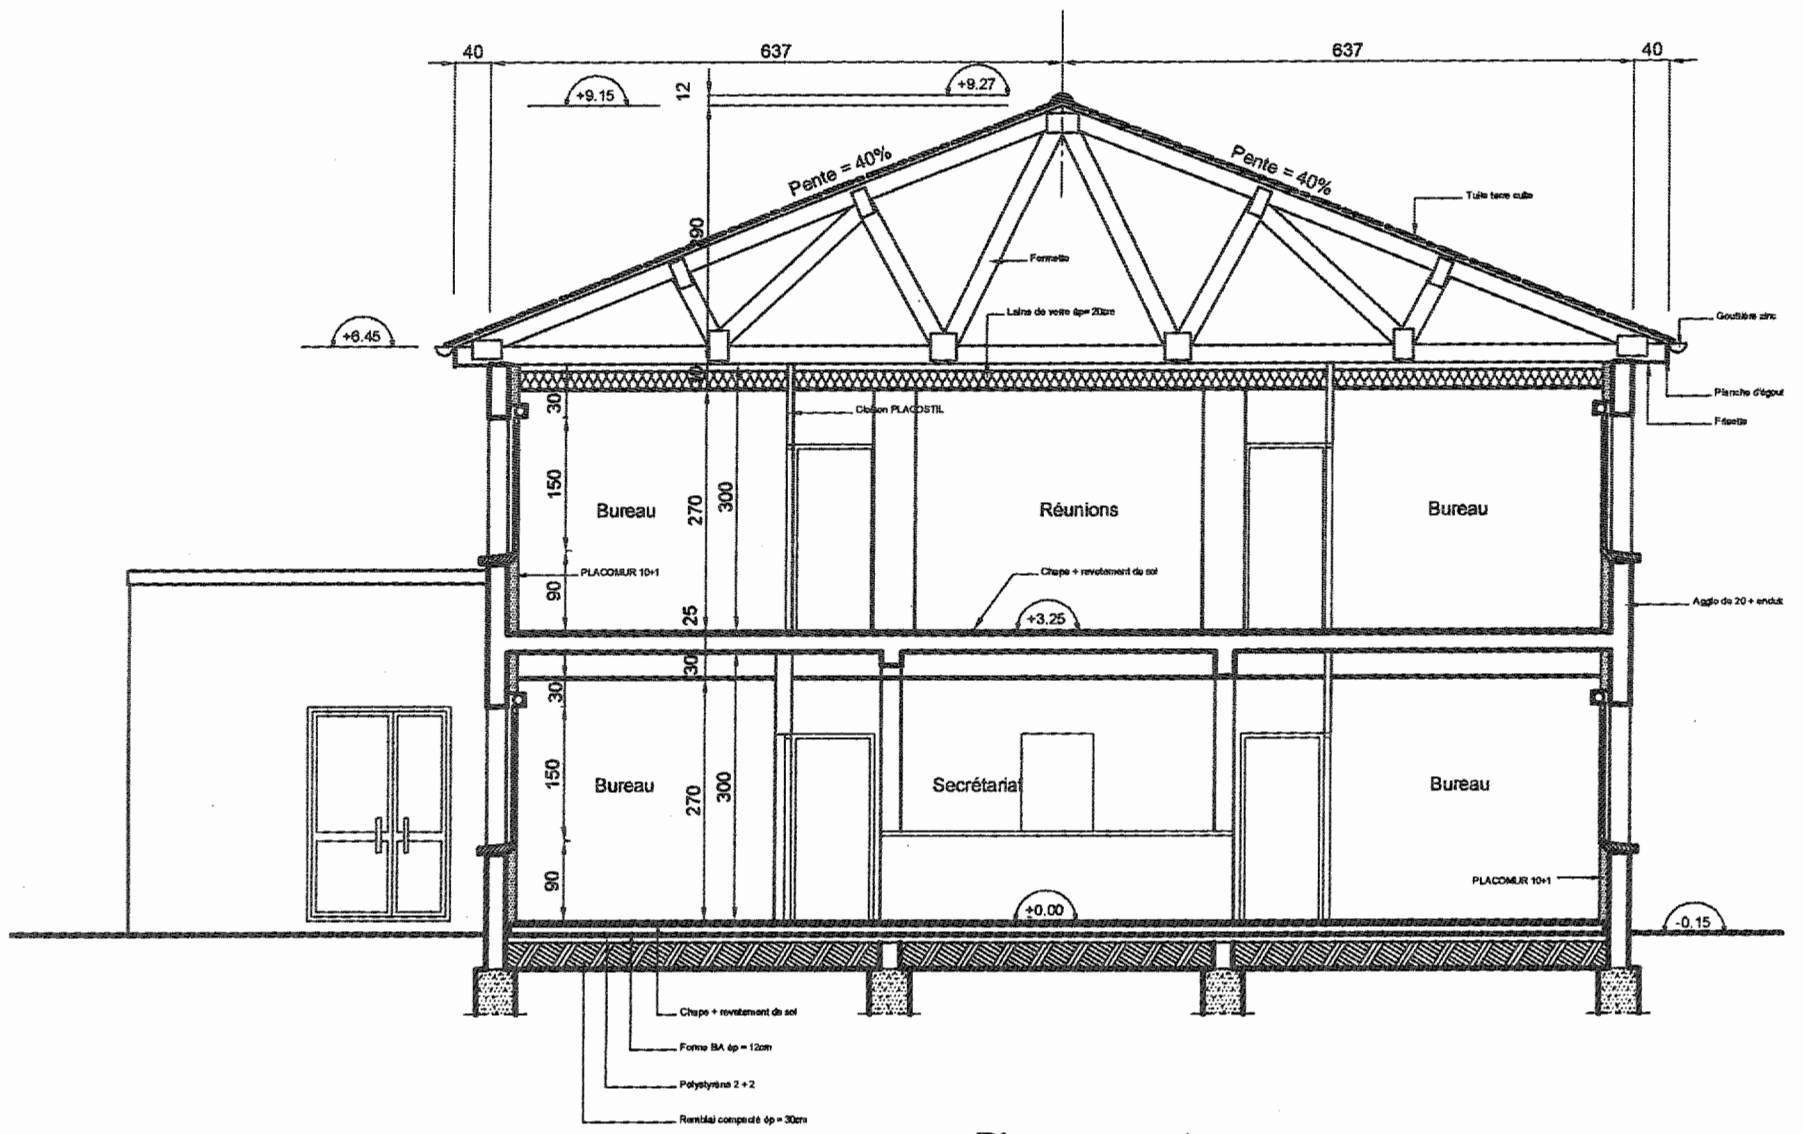 40
637
637
40
+9.15
12
+9.27
Pente = 40%
Pente = 40%
Tuile terre cuite
Fermette
+6.45
Laine de verre ép= 20cm
Gouttière zinc
30
Cloison PLACOSTIL
Planche d'égout
Frisette
150
Bureau
270
300
Réunions
Bureau
PLACOMUR 10+1
90
Chape + revetement de sol
25
+3.25
Agglo de 20 + enduit
30
30
150
Bureau
270
300
Secrétariat
Bureau
90
PLACOMUR 10+1
+0.00
-0.15
Chape + revetement de sol
Forme BA ép = 12cm
Polystyrène 2 + 2
Remblai compacté ép = 30cm